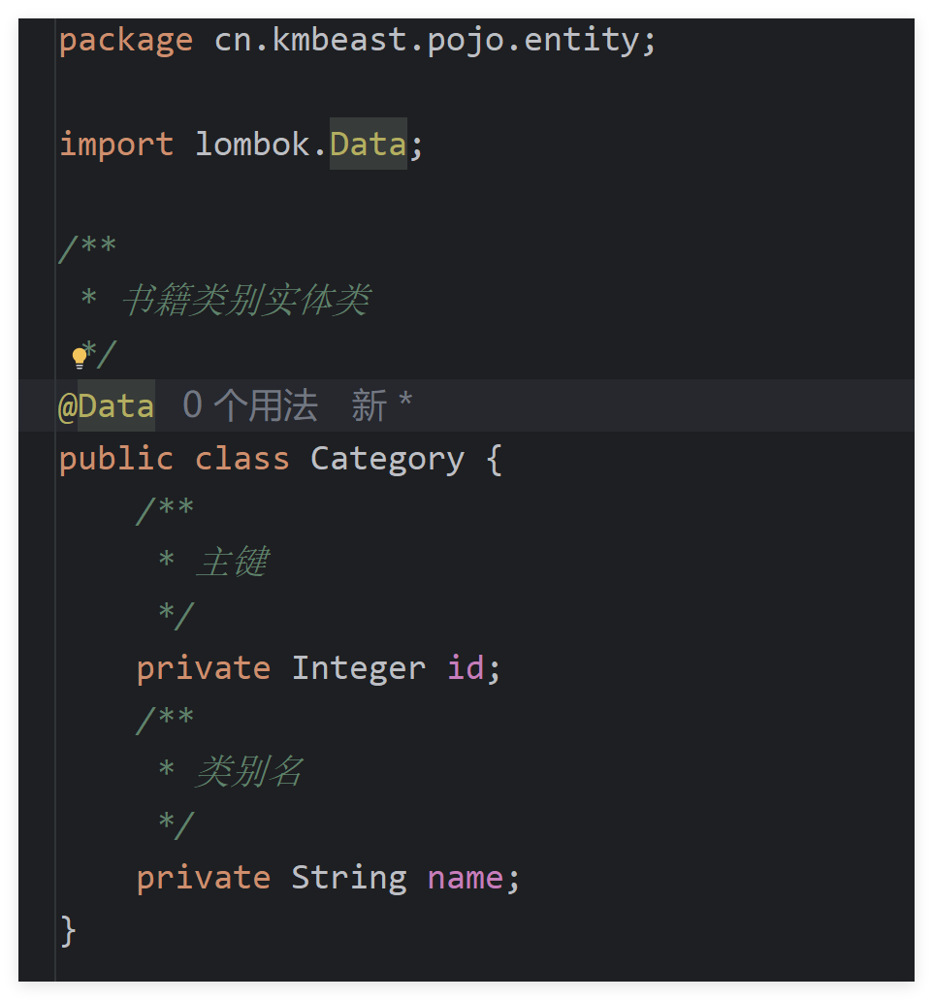 package cn.kmbeast.pojo.entity;
import lombok.Data;
/**
 * 书籍类别实体类
 */
@Data 0 个用法 新 *
public class Category {
    /**
     * 主键
     */
    private Integer id;
    /**
     * 类别名
     */
    private String name;
}